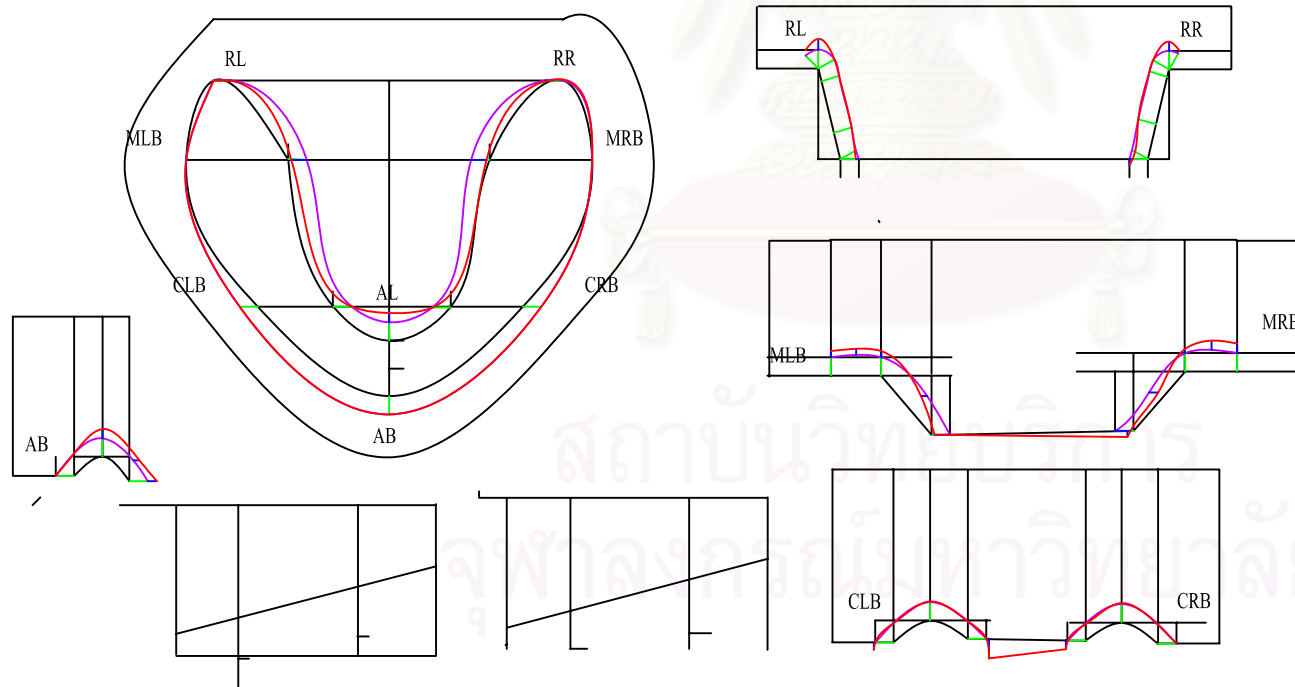 RL
RR
RL
RR
MLB
MRB
CLB
AL
CRB
MLB
MRB
AB
AB
CLB
CRB
สถาบันวิทยบริการ
จุฬาลงกรณ์มหาวิทยาลัย